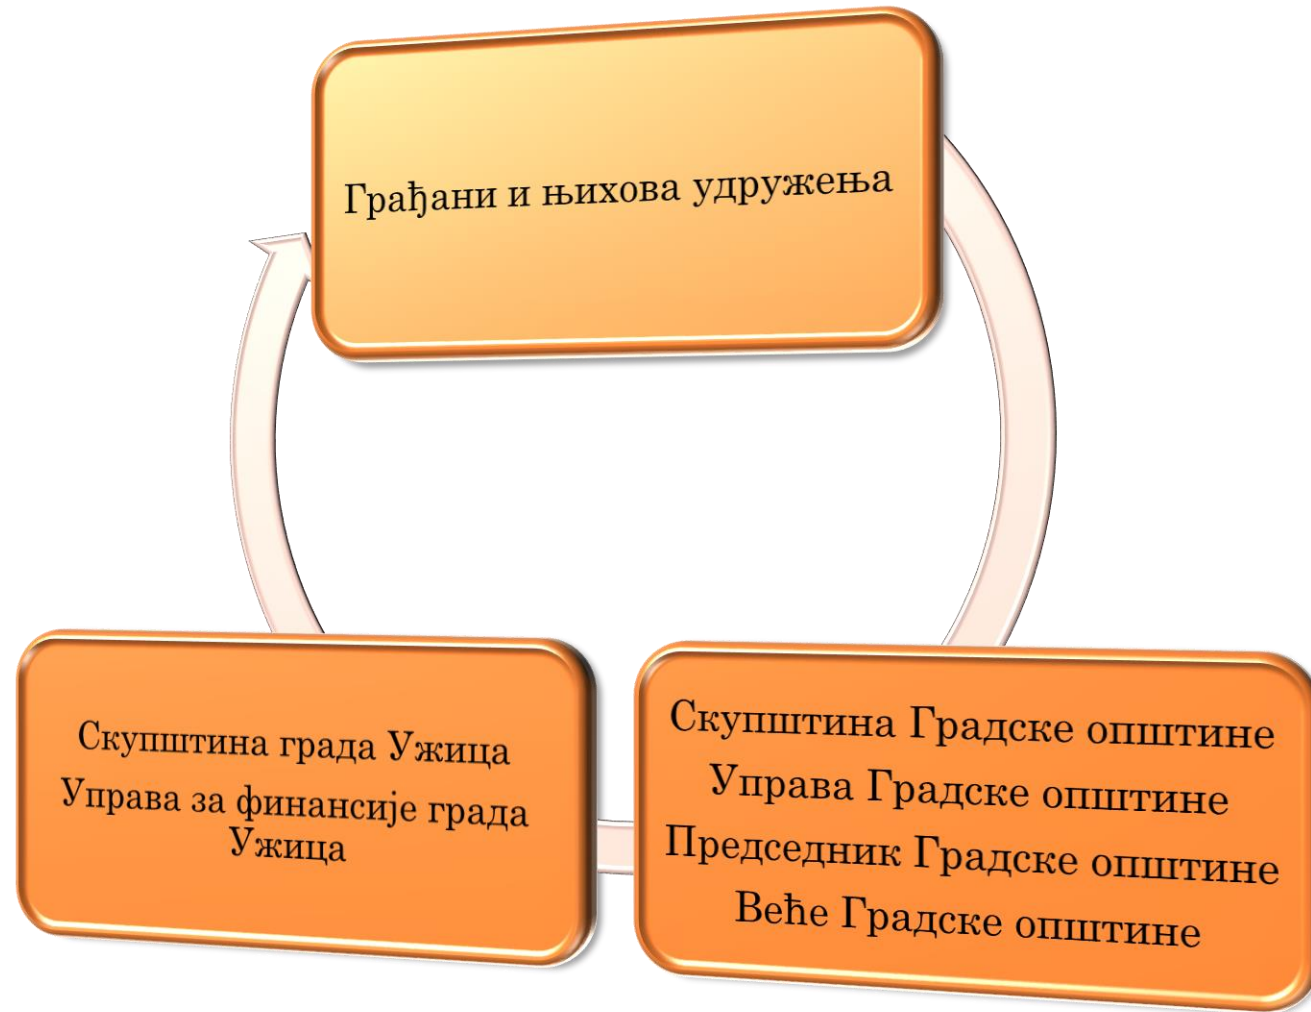 Грађани и њихова удружења
Скупштина града Ужица
Управа за финансије града
Ужица
Скупштина Градске општине
Управа Градске општине
Председник Градске општине
Веће Градске општине